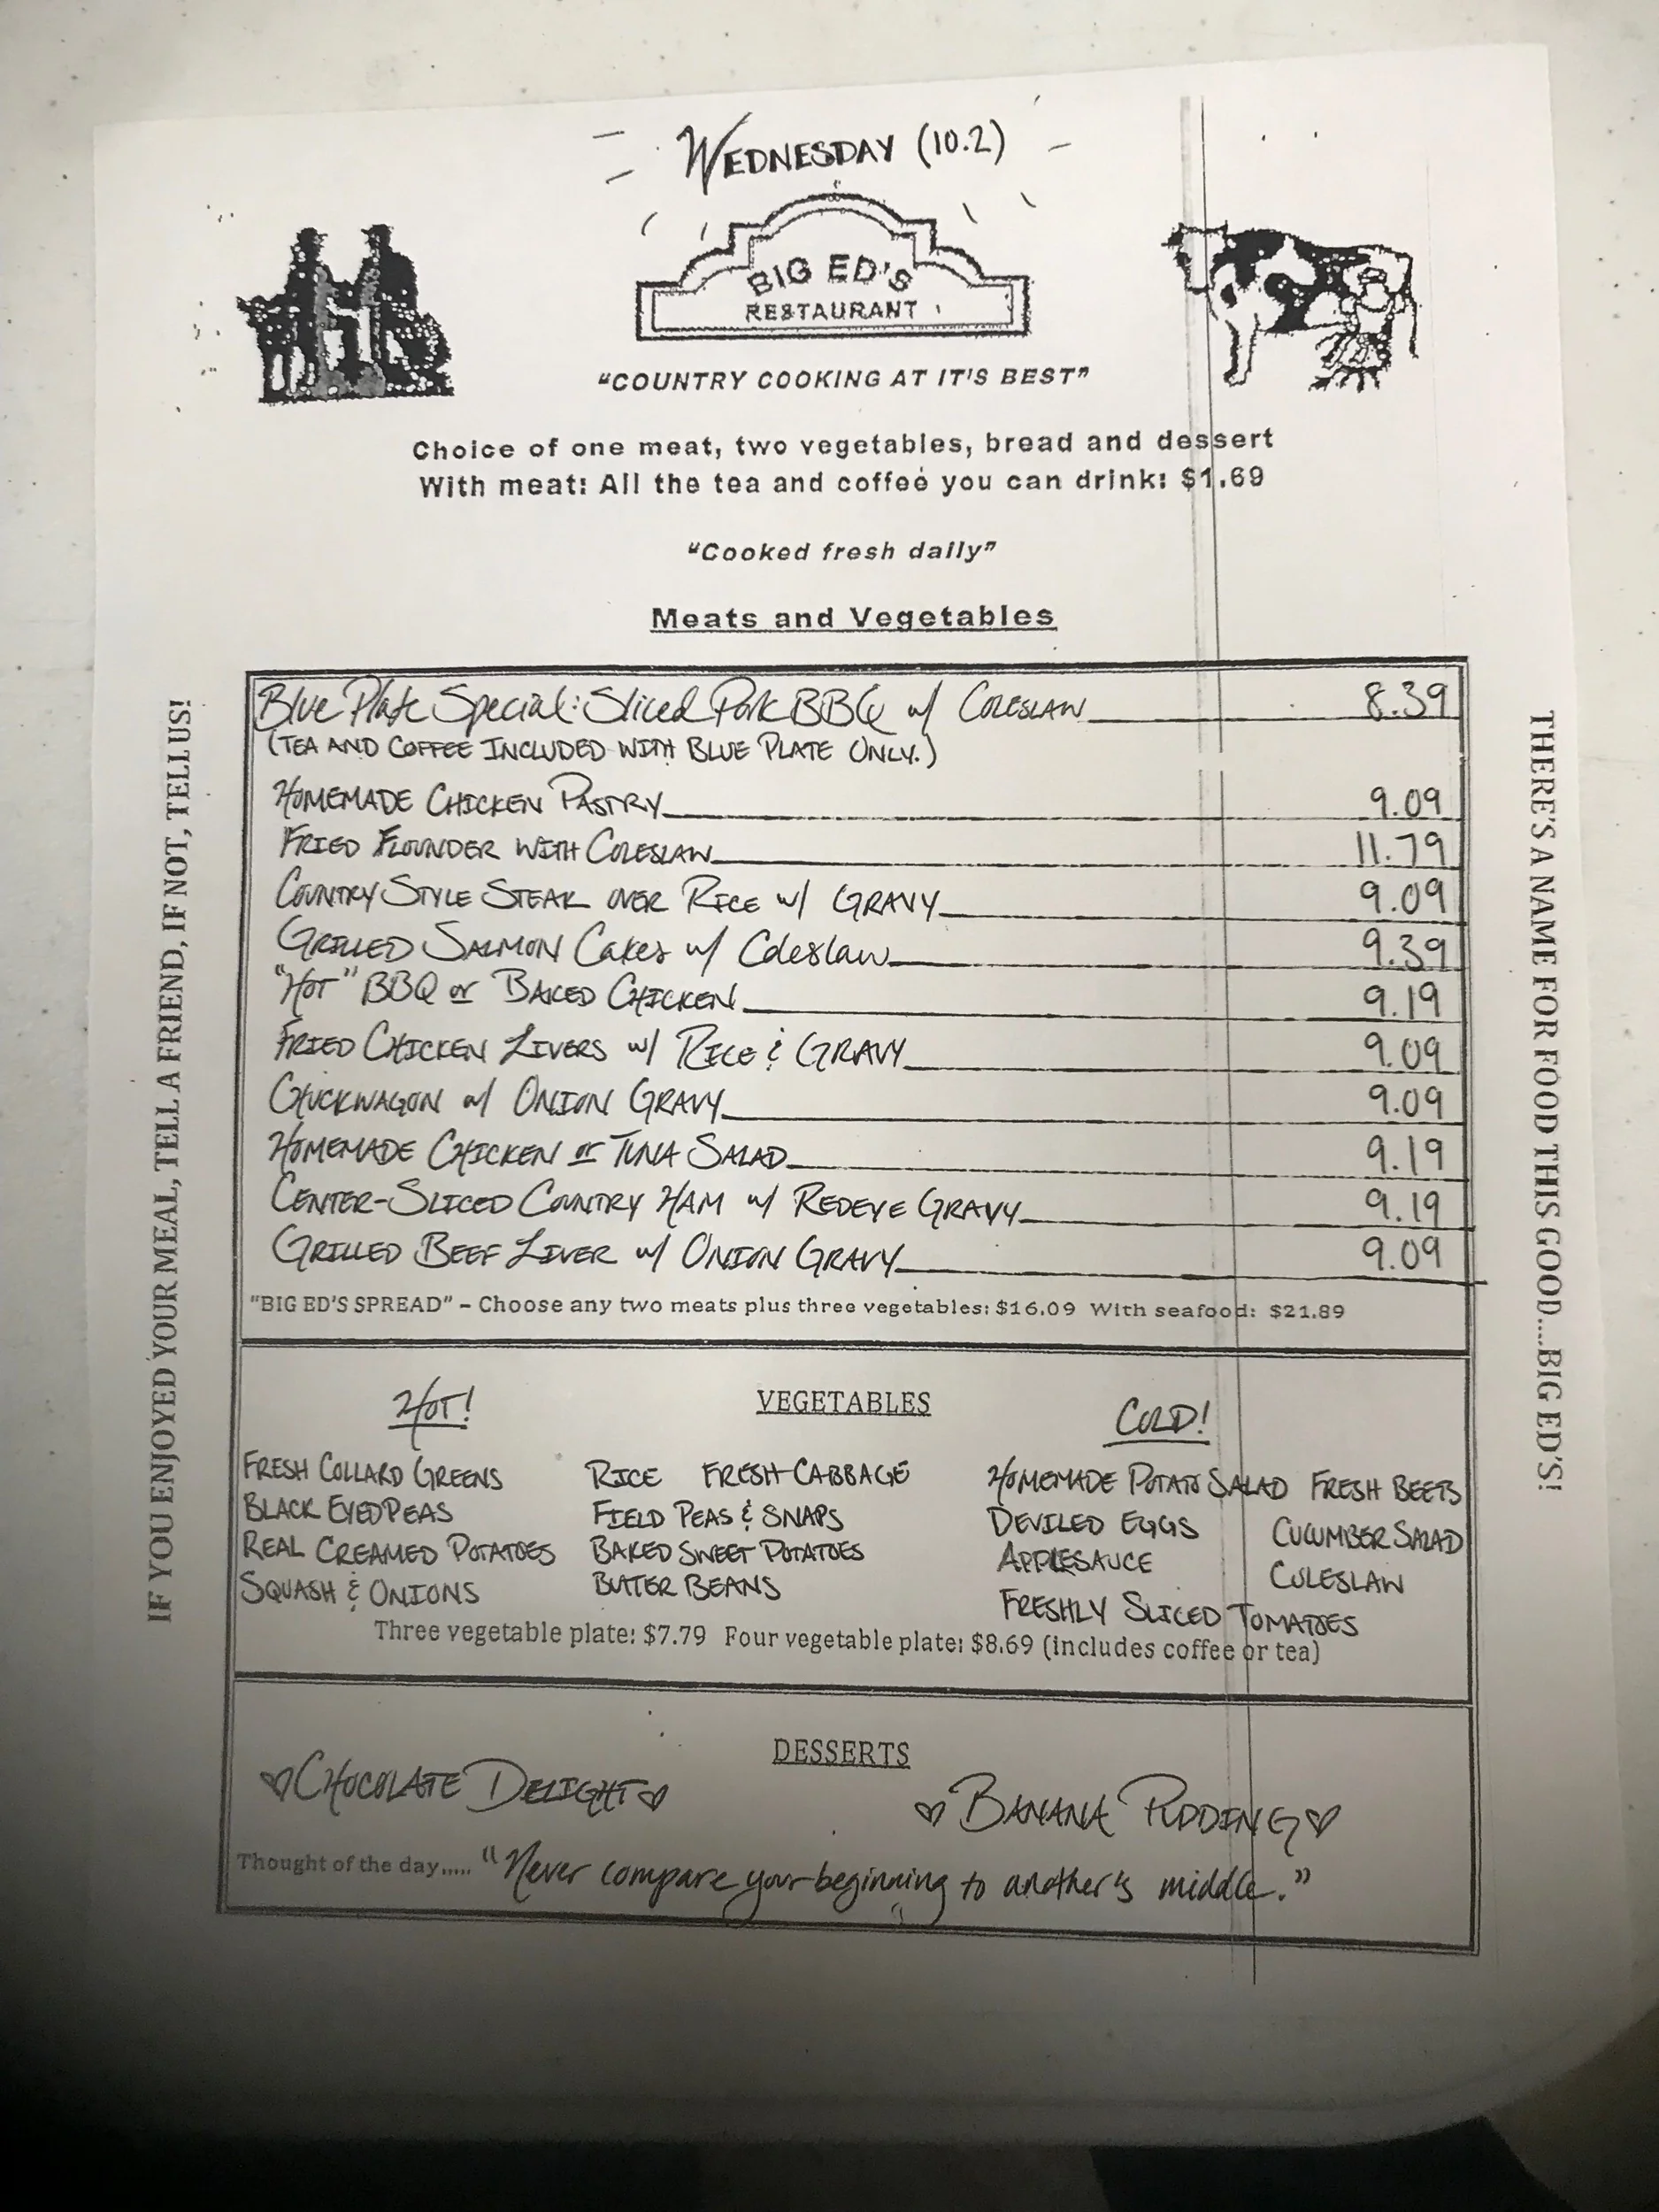 WEDNESDAY (10.2)
BIG ED'S
RESTAURANT
"COUNTRY COOKING AT IT'S BEST"
Choice of one meat, two vegetables, bread and dessert
With meat: All the tea and coffee you can drink: $1.69
"Cooked fresh daily"
Meats and Vegetables
Blue Plate Special: Sliced Pork BBQ w/ COLESLAW 8.39
(TEA AND COFFEE INCLUDED WITH BLUE PLATE ONLY.)
HOMEMADE CHICKEN PASTRY 9.09
FRIED FLOUNDER WITH COLESLAW 11.79
COUNTRY STYLE STEAK OVER RICE W/ GRAVY 9.09
GRILLED SALMON Cakes w/ Coleslaw 9.39
"HOT" BBQ or BAKED CHICKEN 9.19
FRIED CHICKEN LIVERS w/ RICE & GRAVY 9.09
CHUCKWAGON w/ ONION GRAVY 9.09
HOMEMADE CHICKEN or TUNA SALAD 9.19
CENTER-SLICED COUNTRY HAM w/ REDEYE GRAVY 9.19
GRILLED BEEF LIVER w/ ONION GRAVY 9.09
"BIG ED'S SPREAD" – Choose any two meats plus three vegetables: $16.09 With seafood: $21.89
VEGETABLES
HOT!
FRESH COLLARD GREENS RICE FRESH CABBAGE
BLACK EYED PEAS FIELD PEAS & SNAPS
REAL CREAMED POTATOES BAKED SWEET POTATOES
SQUASH & ONIONS BUTTER BEANS
COLD!
HOMEMADE POTATO SALAD FRESH BEETS
DEVILED EGGS CUCUMBER SALAD
APPLESAUCE COLESLAW
FRESHLY SLICED TOMATOES
Three vegetable plate: $7.79 Four vegetable plate: $8.69 (includes coffee or tea)
DESSERTS
♡CHOCOLATE DELIGHT♡ ♡BANANA PUDDING♡
Thought of the day..... "Never compare your beginning to another's middle."
IF YOU ENJOYED YOUR MEAL, TELL A FRIEND, IF NOT, TELL US!
THERE'S A NAME FOR FOOD THIS GOOD....BIG ED'S!